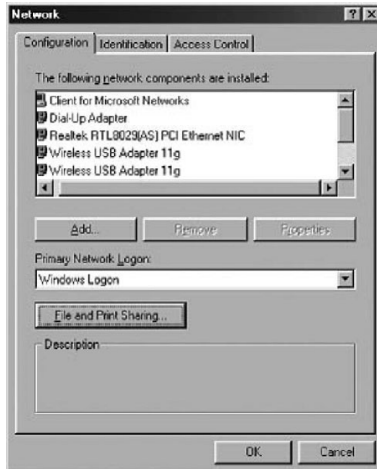 Network
Configuration Identification Access Control
The following network components are installed:
Client for Microsoft Networks
Dial-Up Adapter
Realtek RTL8029(AS) PCI Ethernet NIC
Wireless USB Adapter 11g
Wireless USB Adapter 11g
Add... Remove Properties
Primary Network Logon:
Windows Logon
File and Print Sharing...
Description
OK Cancel